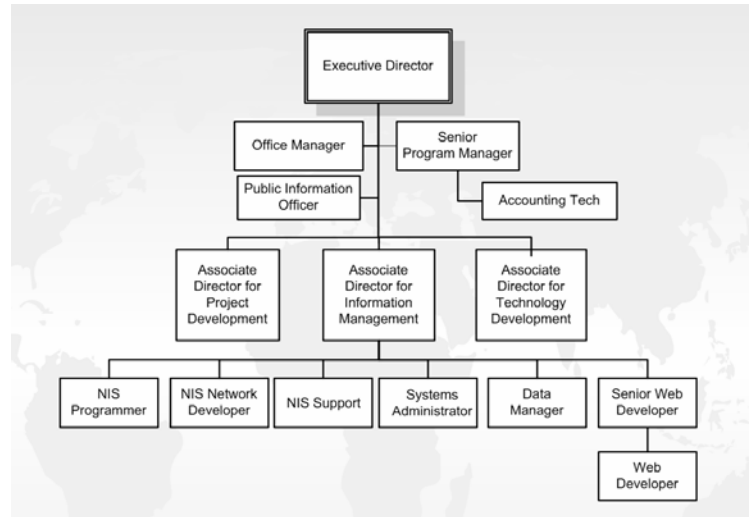 Executive Director
Office Manager
Senior
Program Manager
Public Information
Officer
Accounting Tech
Associate
Director for
Project
Development
Associate
Director for
Information
Management
Associate
Director for
Technology
Development
NIS
Programmer
NIS Network
Developer
NIS Support
Systems
Administrator
Data
Manager
Senior Web
Developer
Web
Developer